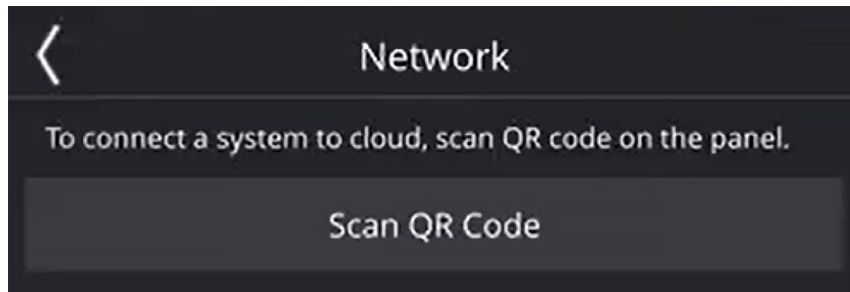 Network
To connect a system to cloud, scan QR code on the panel.
Scan QR Code